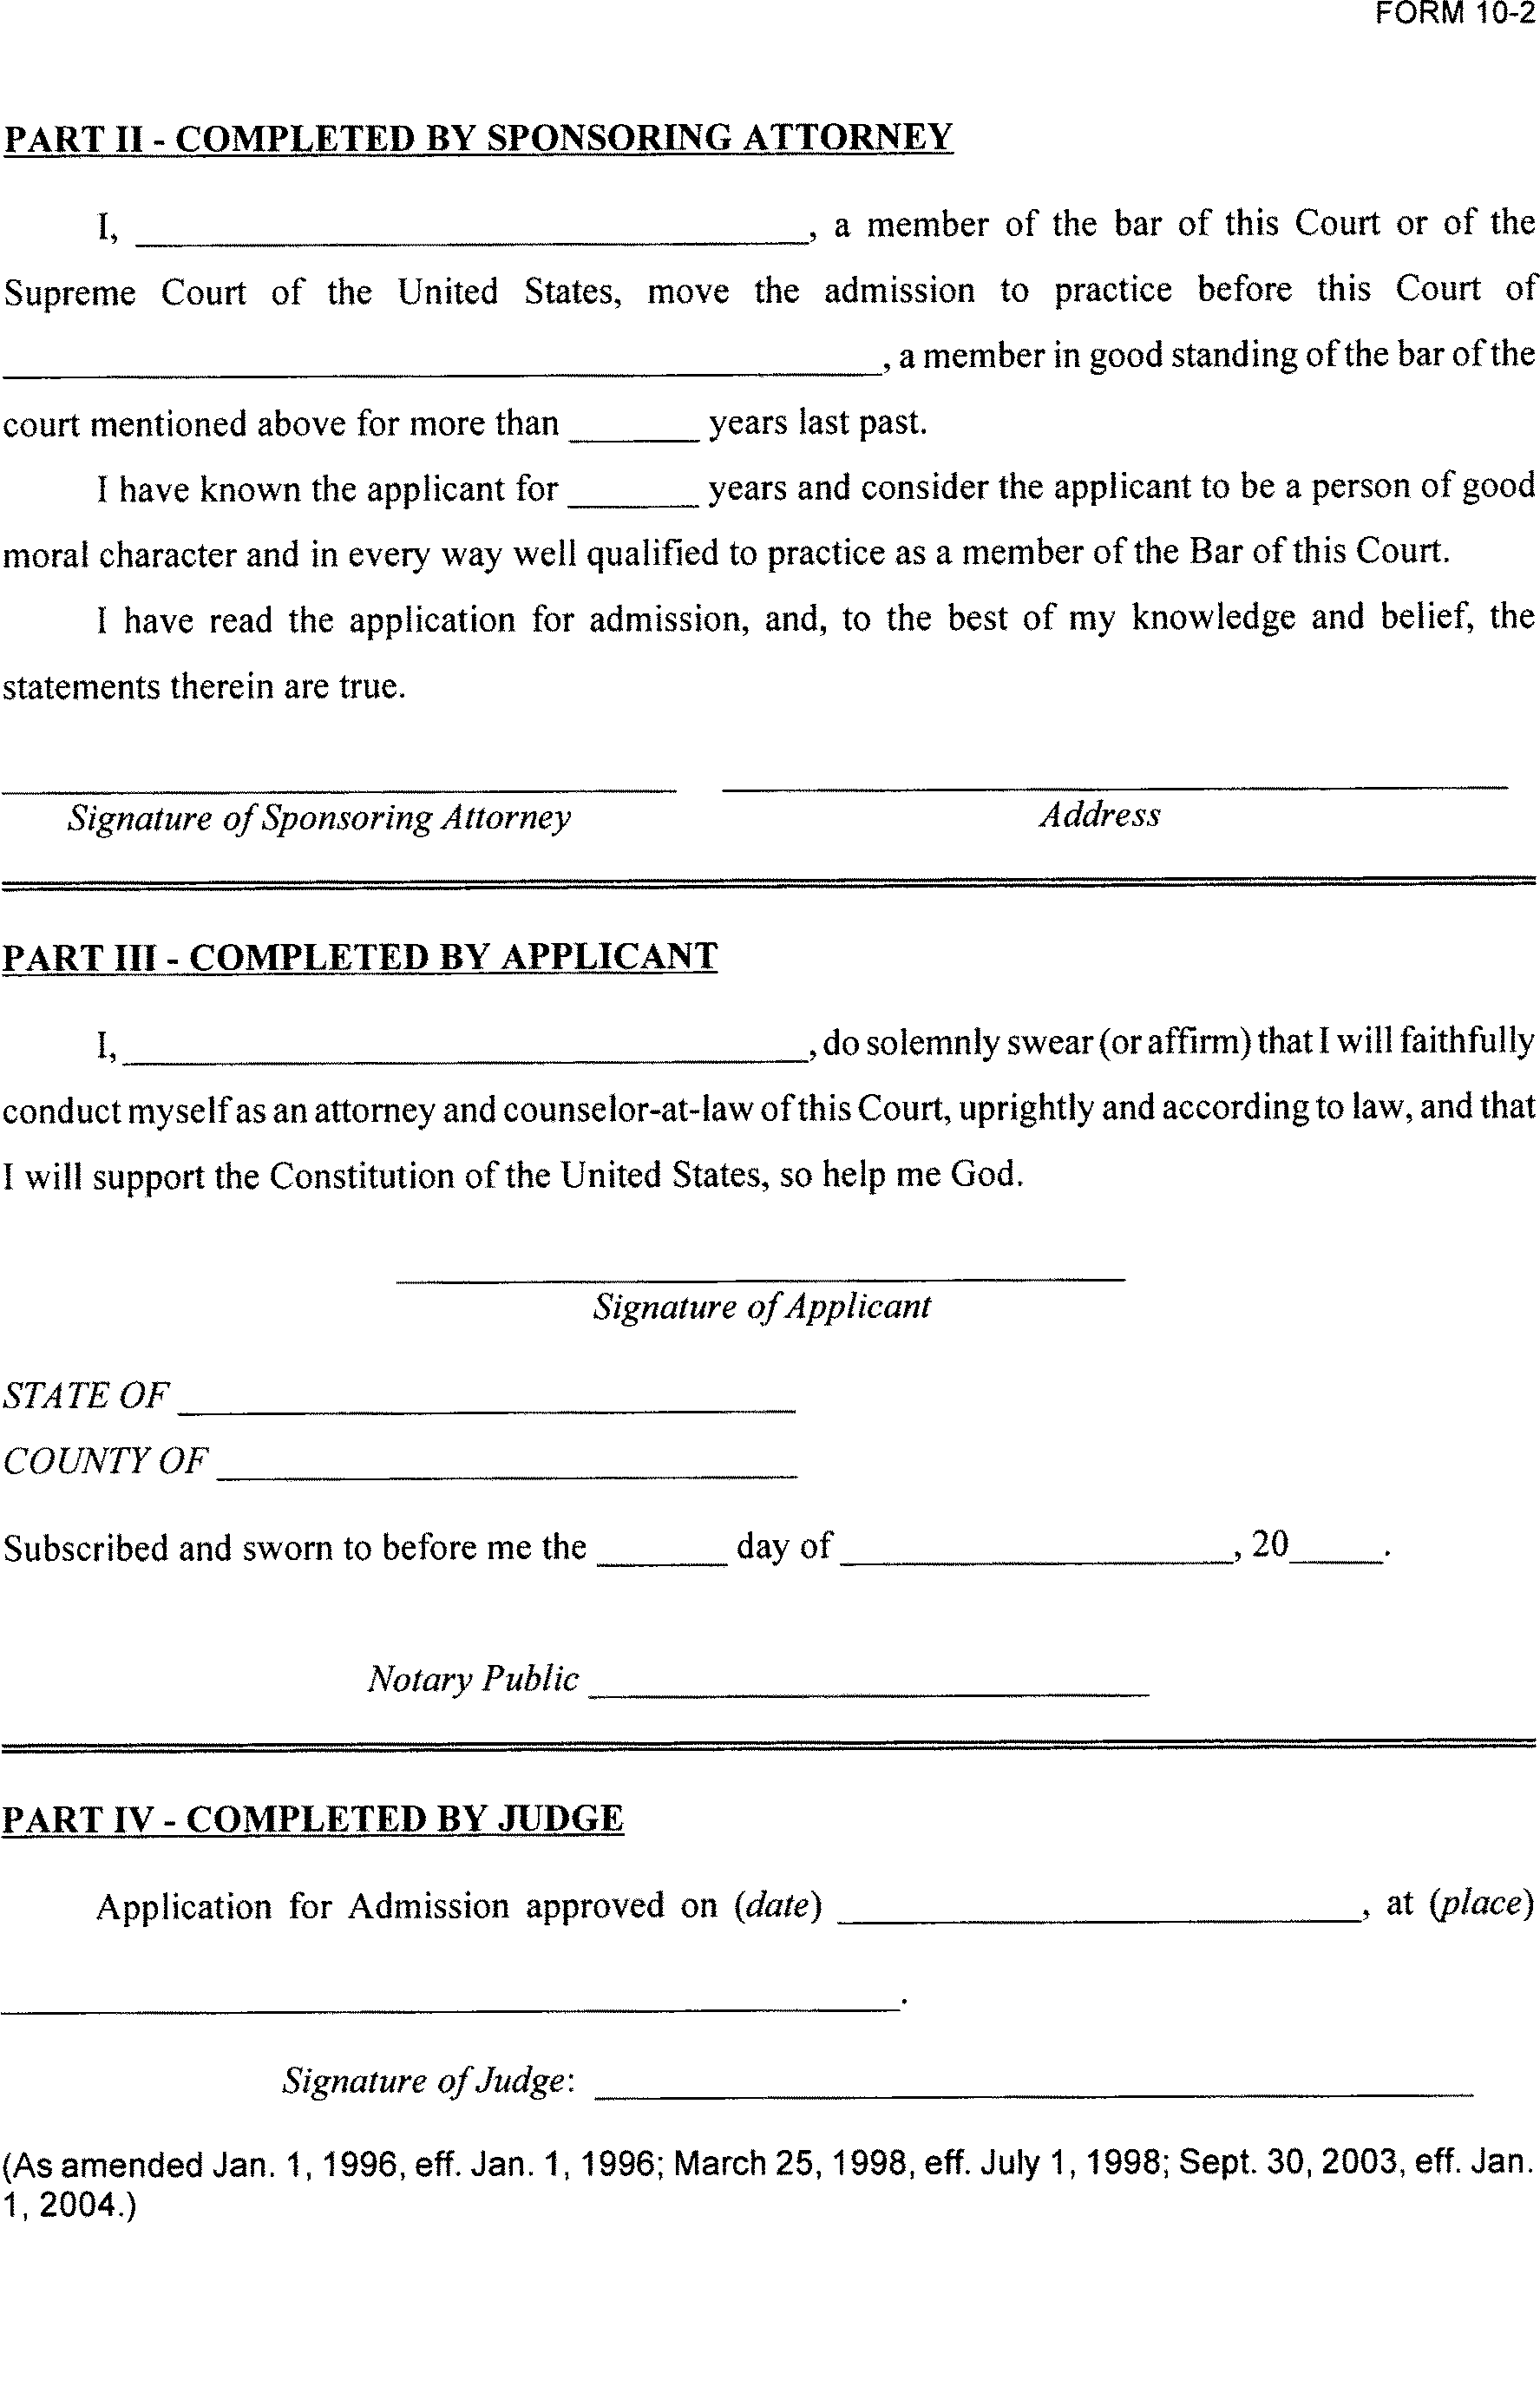 FORM 10-2
PART II - COMPLETED BY SPONSORING ATTORNEY
I, ____________________, a member of the bar of this Court or of the
Supreme Court of the United States, move the admission to practice before this Court of
____________________, a member in good standing of the bar of the
court mentioned above for more than ______ years last past.
I have known the applicant for ______ years and consider the applicant to be a person of good
moral character and in every way well qualified to practice as a member of the Bar of this Court.
I have read the application for admission, and, to the best of my knowledge and belief, the
statements therein are true.
Signature of Sponsoring Attorney Address
PART III - COMPLETED BY APPLICANT
I, ____________________, do solemnly swear (or affirm) that I will faithfully
conduct myself as an attorney and counselor-at-law of this Court, uprightly and according to law, and that
I will support the Constitution of the United States, so help me God.
Signature of Applicant
STATE OF ____________________
COUNTY OF ____________________
Subscribed and sworn to before me the ______ day of ____________________, 20_____.
Notary Public ____________________
PART IV - COMPLETED BY JUDGE
Application for Admission approved on (date) ____________________, at (place)
____________________.
Signature of Judge: ____________________
(As amended Jan. 1, 1996, eff. Jan. 1, 1996; March 25, 1998, eff. July 1, 1998; Sept. 30, 2003, eff. Jan.
1, 2004.)